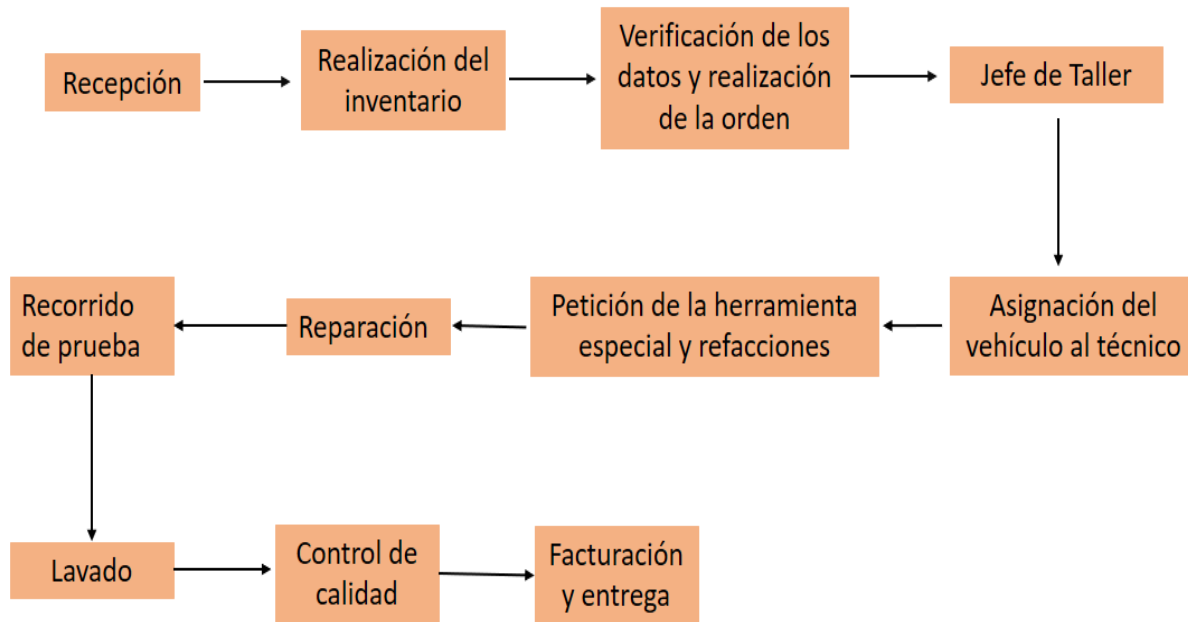 Recepción
Realización del
inventario
Verificación de los
datos y realización
de la orden
Jefe de Taller
Asignación del
vehículo al técnico
Petición de la herramienta
especial y refacciones
Reparación
Recorrido
de prueba
Lavado
Control de
calidad
Facturación
y entrega